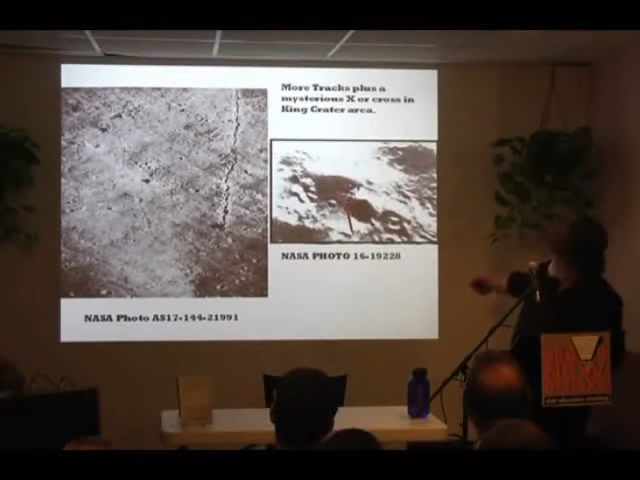 More Tracks plus a
mysterious X or cross in
King Crater area.
NASA PHOTO 16-19228
NASA Photo AS17-144-21991